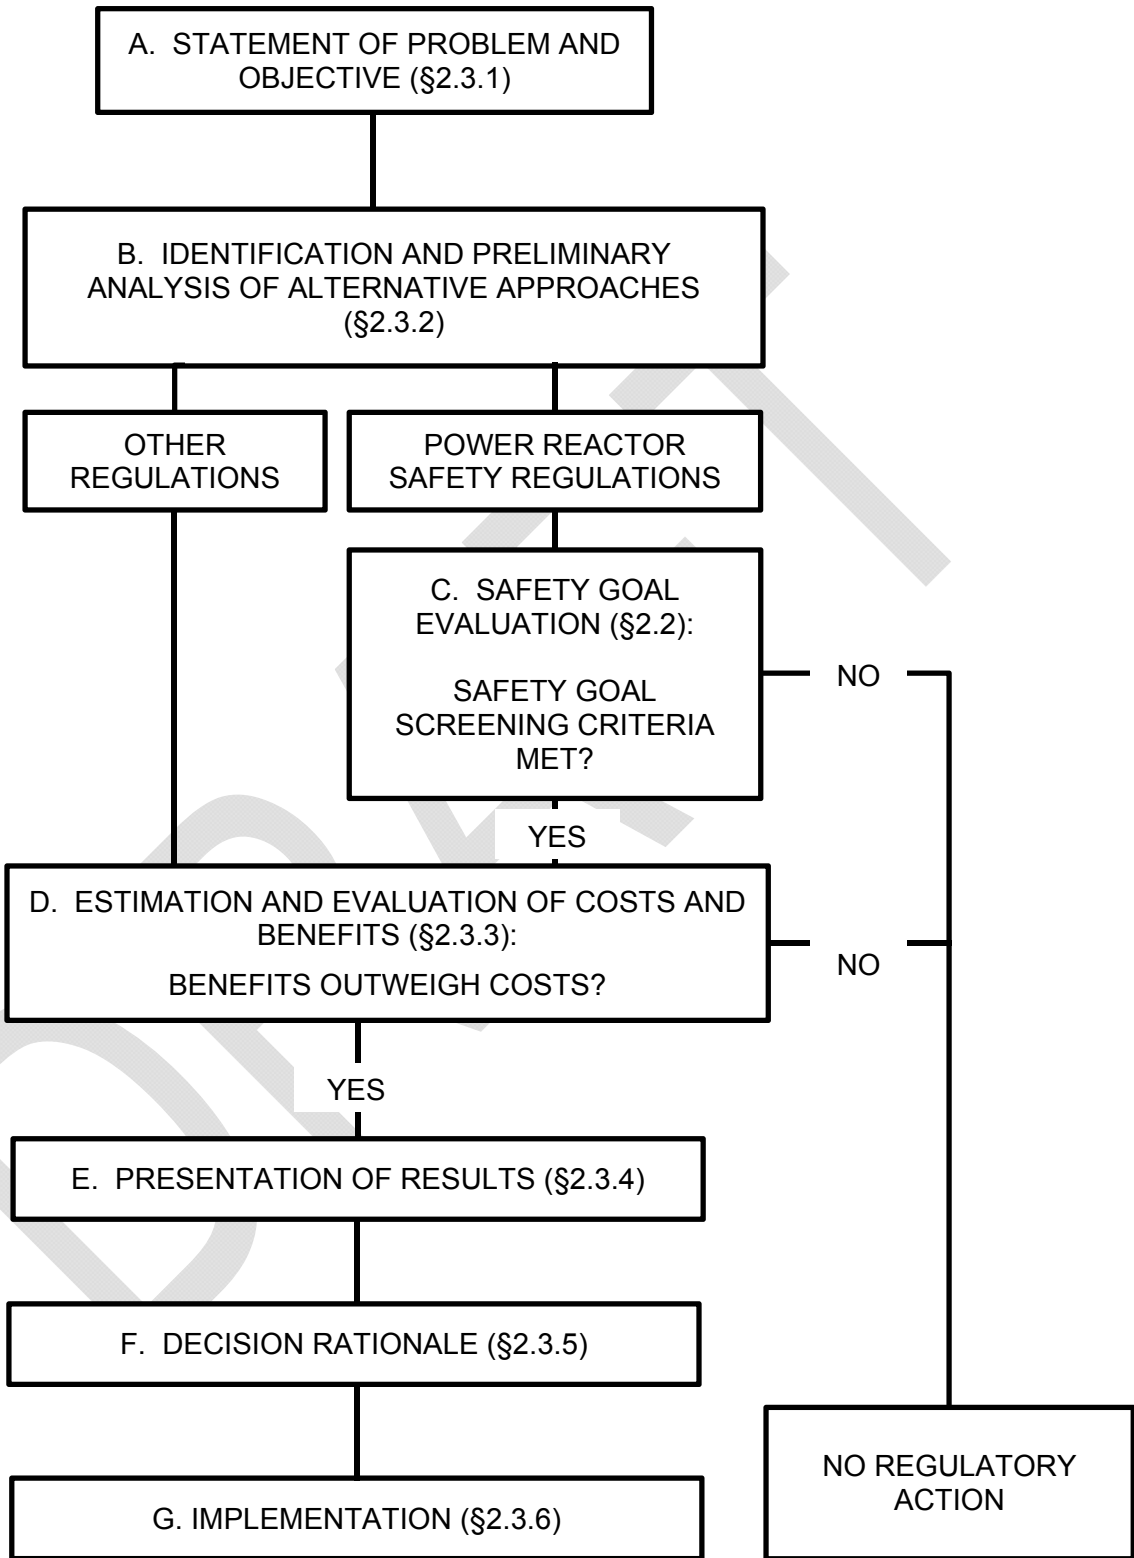 A. STATEMENT OF PROBLEM AND
OBJECTIVE (§2.3.1)
B. IDENTIFICATION AND PRELIMINARY
ANALYSIS OF ALTERNATIVE APPROACHES
(§2.3.2)
OTHER
REGULATIONS
POWER REACTOR
SAFETY REGULATIONS
C. SAFETY GOAL
EVALUATION (§2.2):
SAFETY GOAL
SCREENING CRITERIA
MET?
NO
YES
D. ESTIMATION AND EVALUATION OF COSTS AND
BENEFITS (§2.3.3):
BENEFITS OUTWEIGH COSTS?
NO
YES
E. PRESENTATION OF RESULTS (§2.3.4)
F. DECISION RATIONALE (§2.3.5)
G. IMPLEMENTATION (§2.3.6)
NO REGULATORY
ACTION
DRAFT